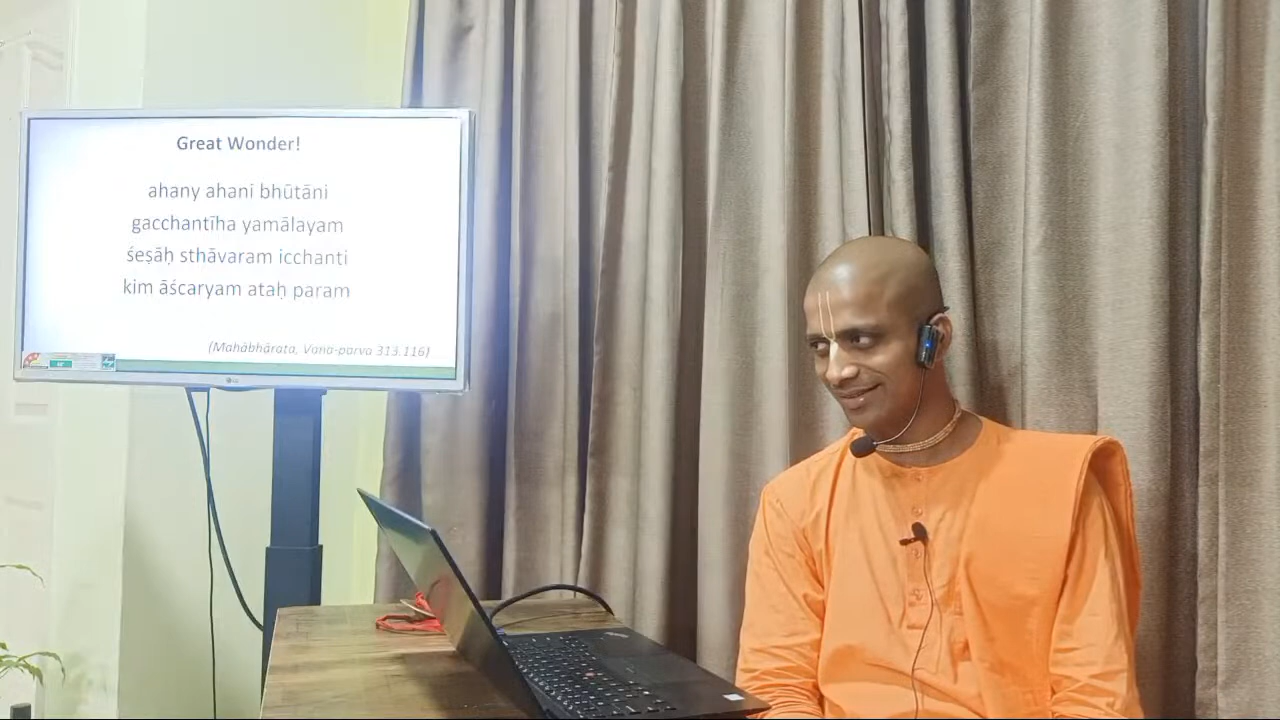 Great Wonder!
ahany ahani bhūtāni
gacchantīha yamālayam
śeṣāḥ sthāvaram icchanti
kim āścaryam ataḥ param
(Mahābhārata, Vana-parva 313.116)
LG